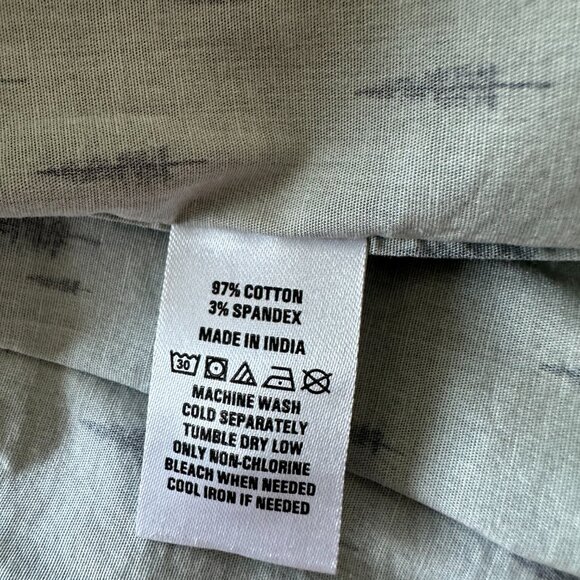 97% COTTON
3% SPANDEX
MADE IN INDIA
30
MACHINE WASH
COLD SEPARATELY
TUMBLE DRY LOW
ONLY NON-CHLORINE
BLEACH WHEN NEEDED
COOL IRON IF NEEDED